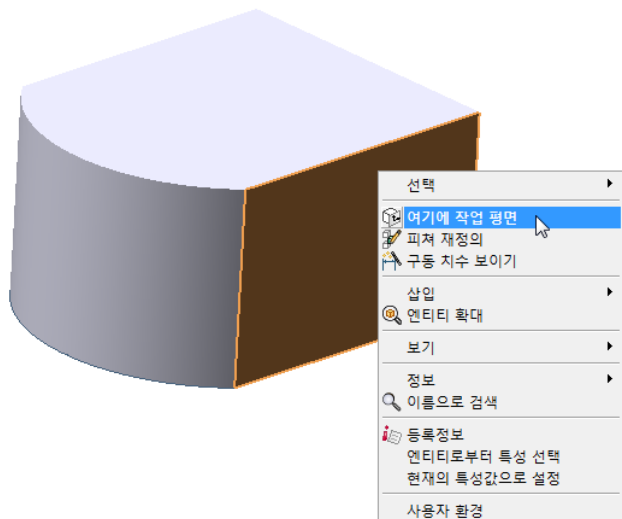 선택
여기에 작업 평면
피쳐 재정의
구동 치수 보이기
삽입
엔티티 확대
보기
정보
이름으로 검색
등록정보
엔티티로부터 특성 선택
현재의 특성값으로 설정
사용자 환경